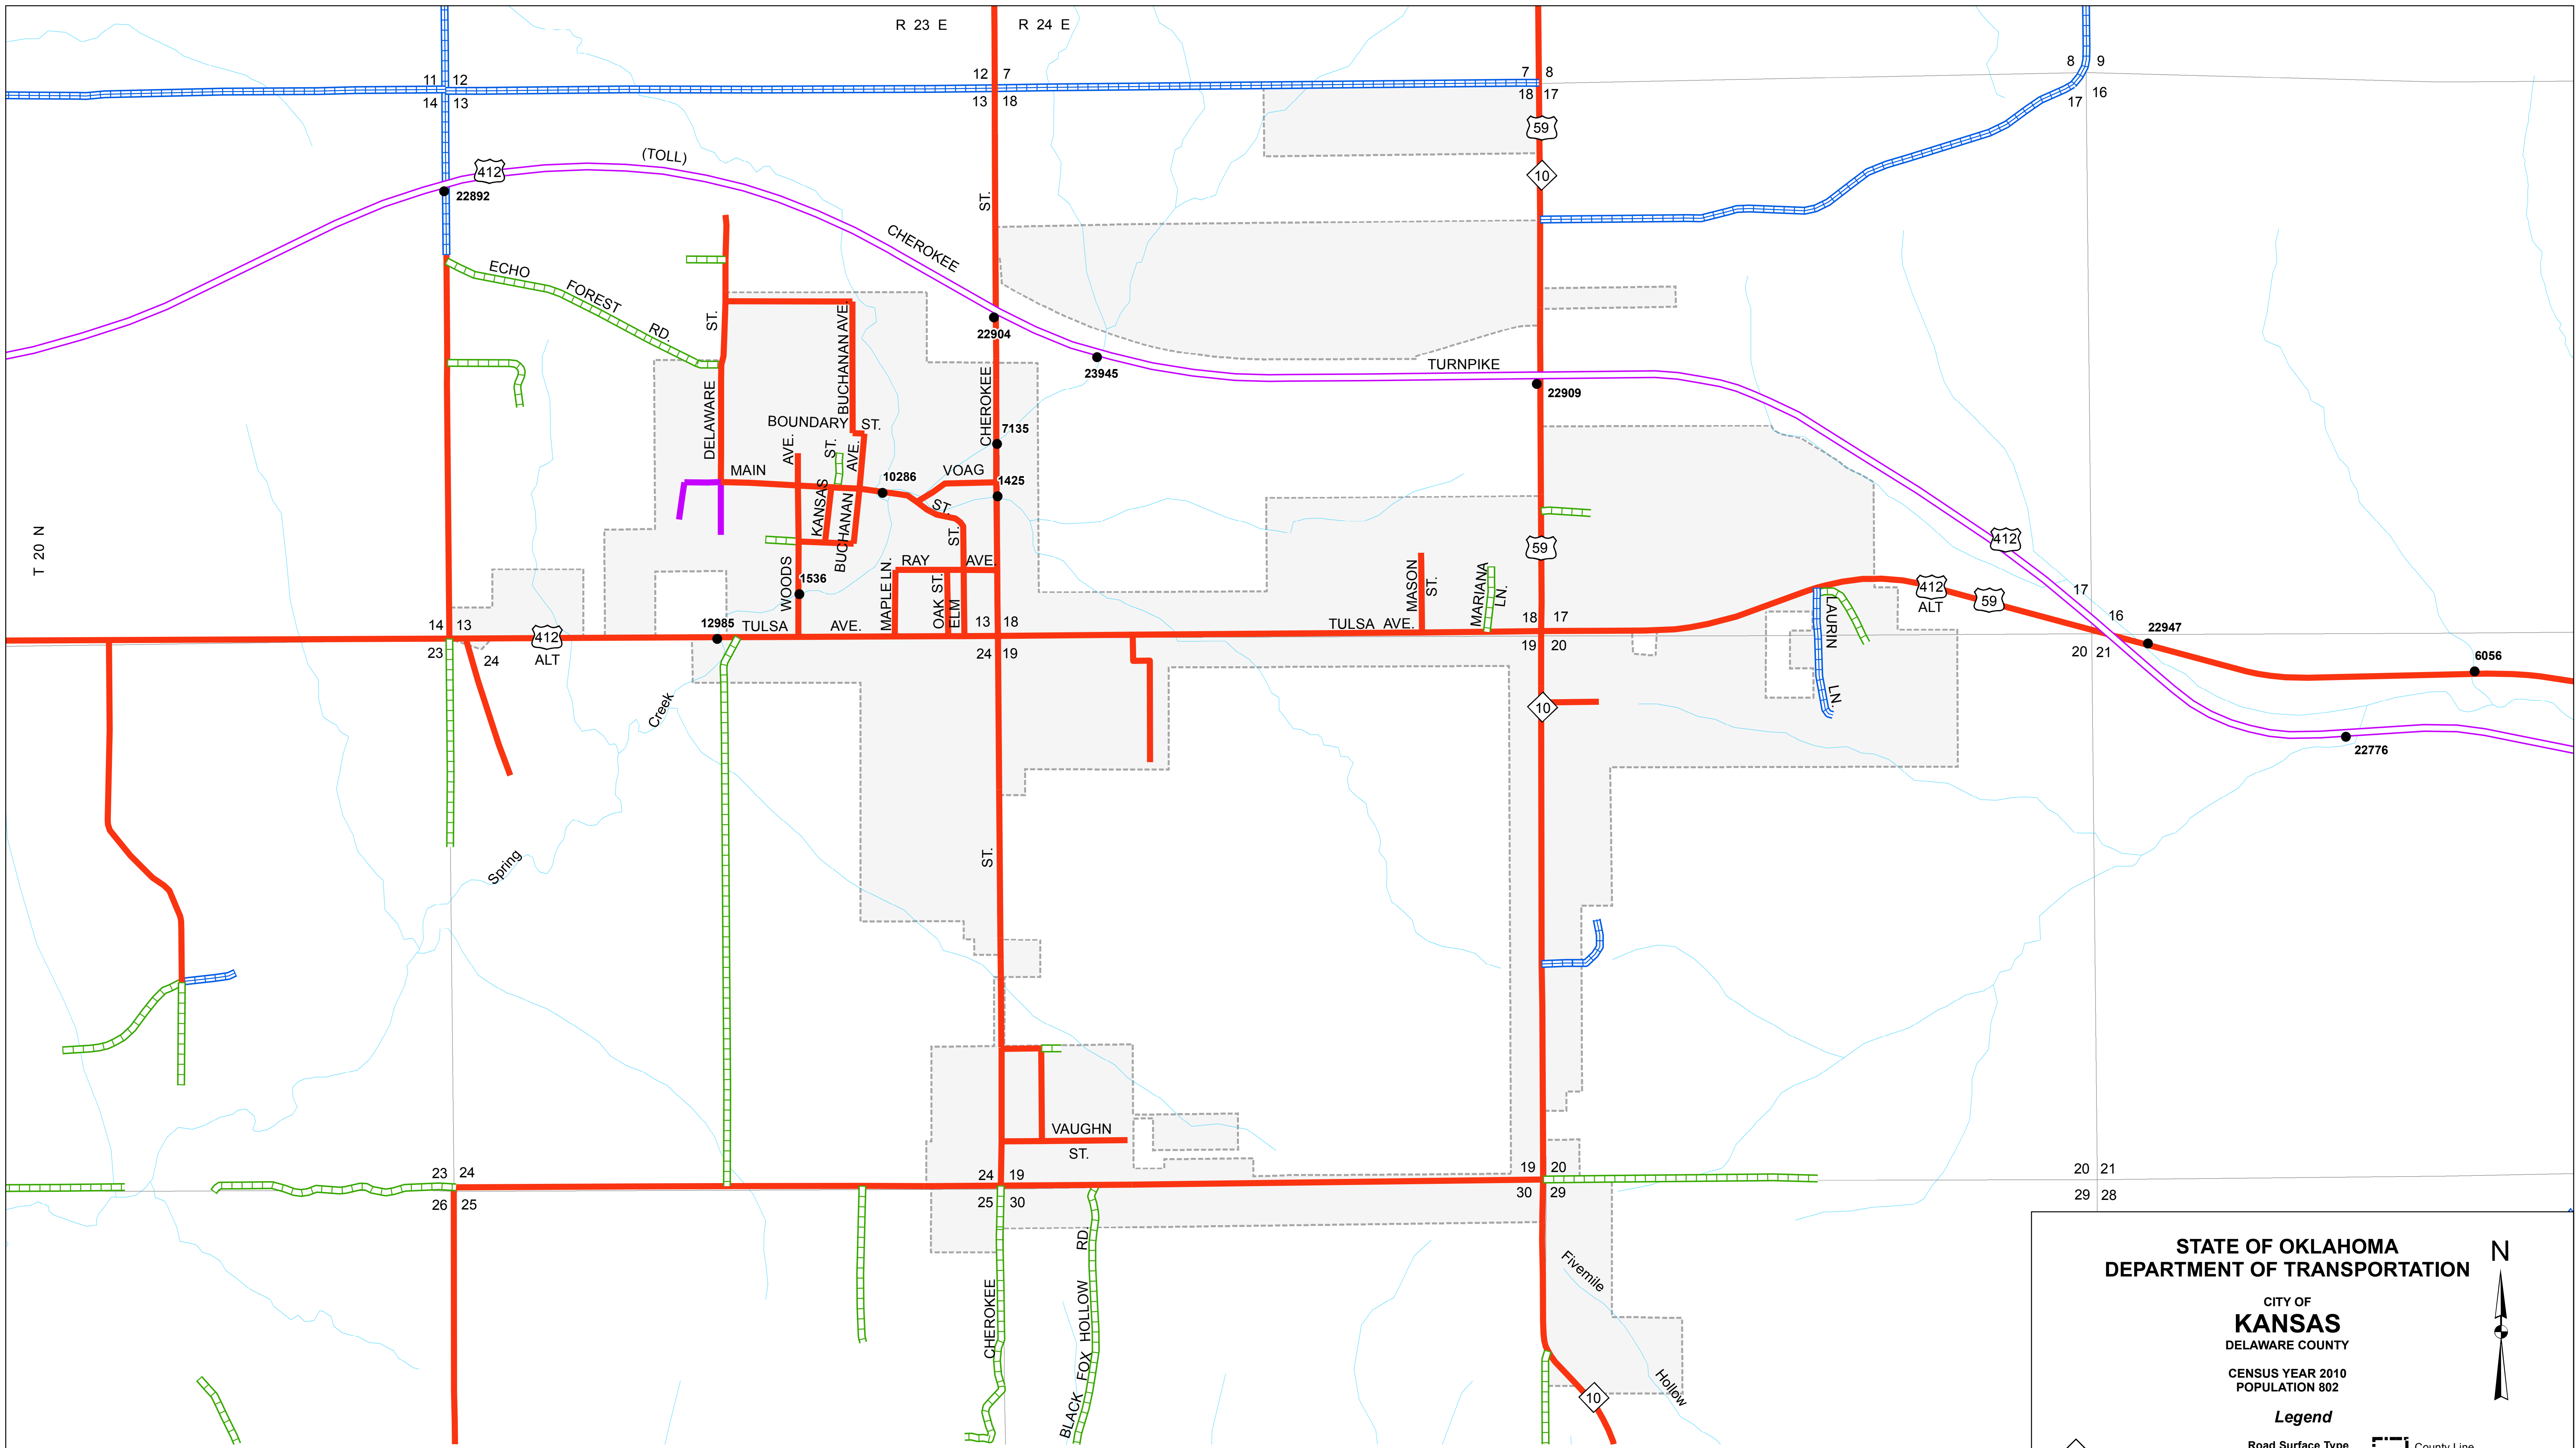 R 23 E
R 24 E
11 12
14 13
12 7
13 18
7 8
18 17
8 9
17 16
59
10
412
(TOLL)
22892
ST.
CHEROKEE
ECHO
FOREST
RD.
ST.
BUCHANAN AVE.
22904
23945
TURNPIKE
22909
DELAWARE
CHEROKEE
BOUNDARY ST.
7135
AVE.
ST.
AVE.
MAIN
VOAG
10286
1425
KANSAS
BUCHANAN
ST.
ST.
T 20 N
59
412
RAY AVE.
WOODS
1536
MAPLE LN.
OAK ST.
ELM
MASON
ST.
MARIANA
LN.
LAURIN
LN.
412
ALT
59
17
16
20 21
22947
6056
22776
14 13
23
24
412
ALT
12985
TULSA AVE.
13 18
24 19
TULSA AVE.
18 17
19 20
10
Creek
Spring
ST.
VAUGHN
ST.
23 24
26 25
24 19
25 30
19 20
30 29
20 21
29 28
CHEROKEE
BLACK FOX HOLLOW RD.
Fivemile
Hollow
10
STATE OF OKLAHOMA
DEPARTMENT OF TRANSPORTATION
N
CITY OF
KANSAS
DELAWARE COUNTY
CENSUS YEAR 2010
POPULATION 802
Legend
Road Surface Type
County Line